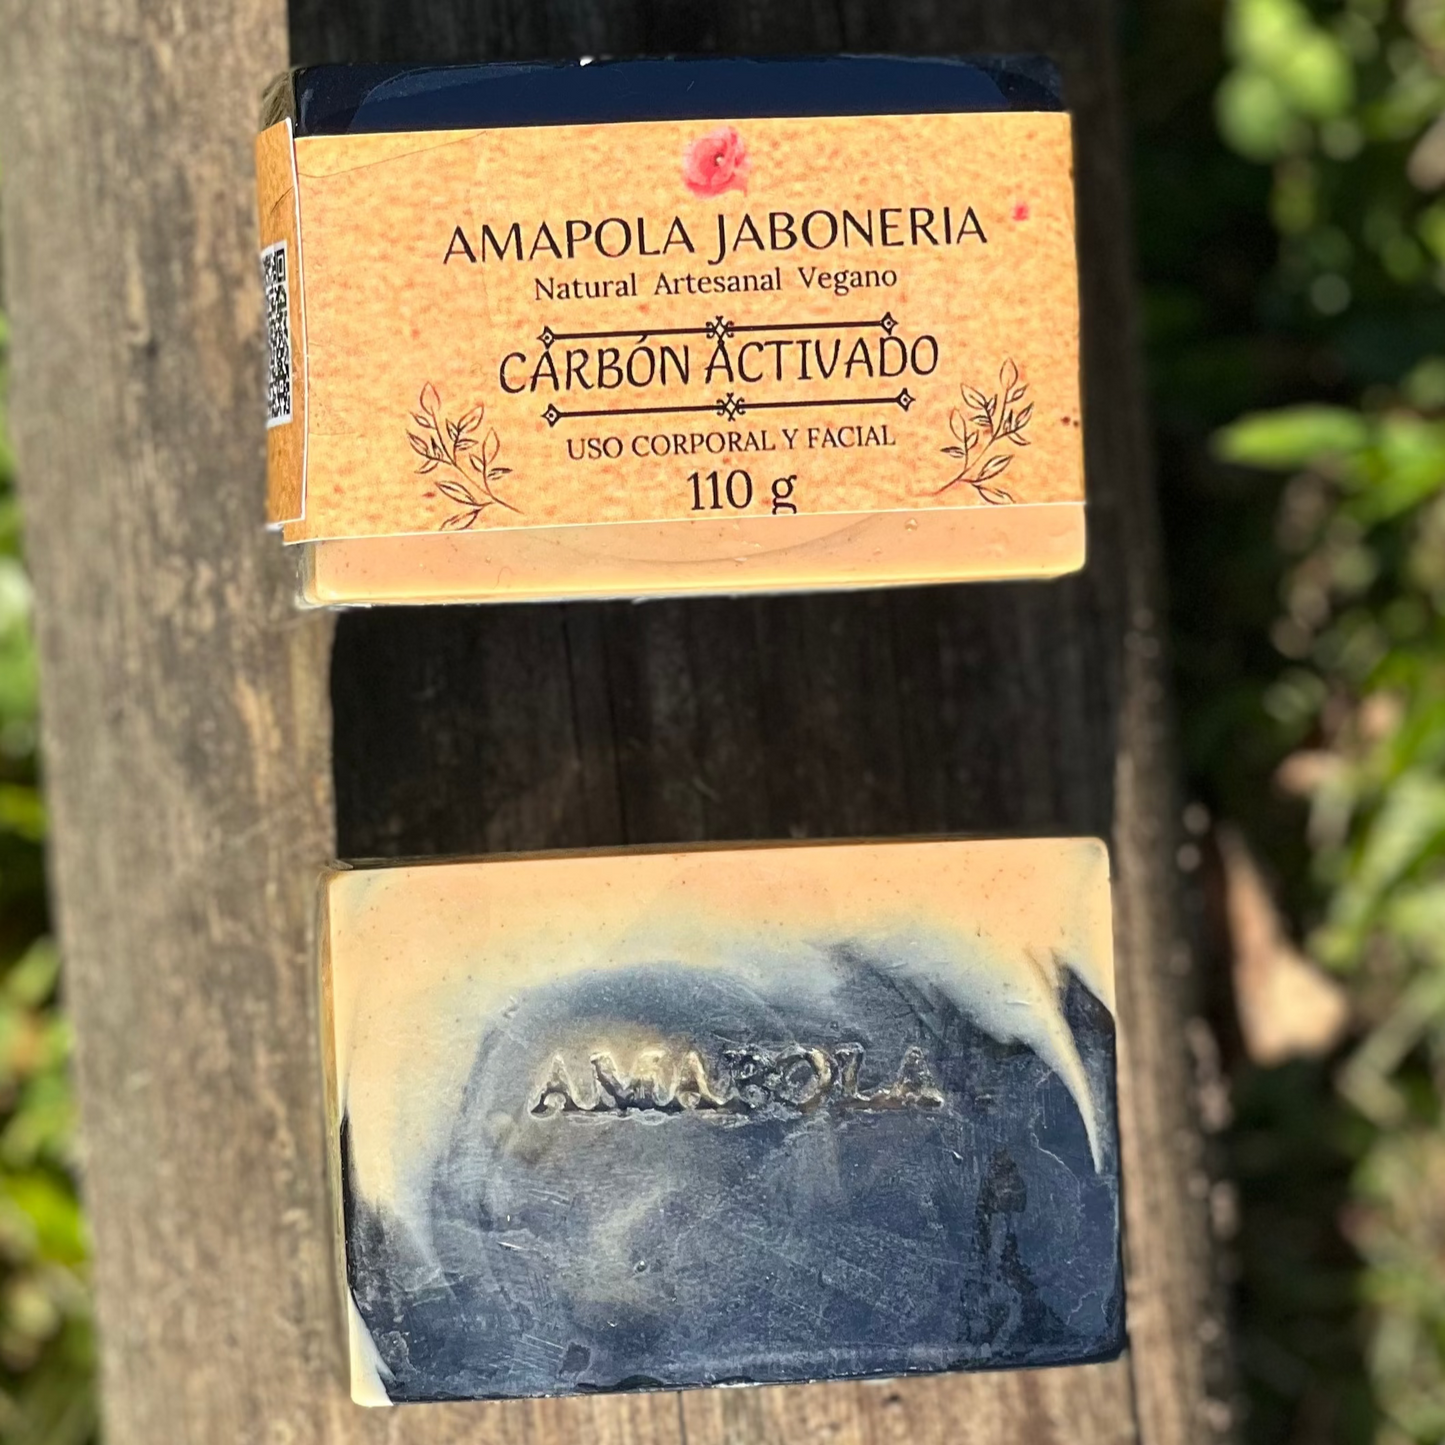 AMAPOLA JABONERIA
Natural Artesanal Vegano
CARBÓN ACTIVADO
USO CORPORAL Y FACIAL
110 g
AMAPOLA